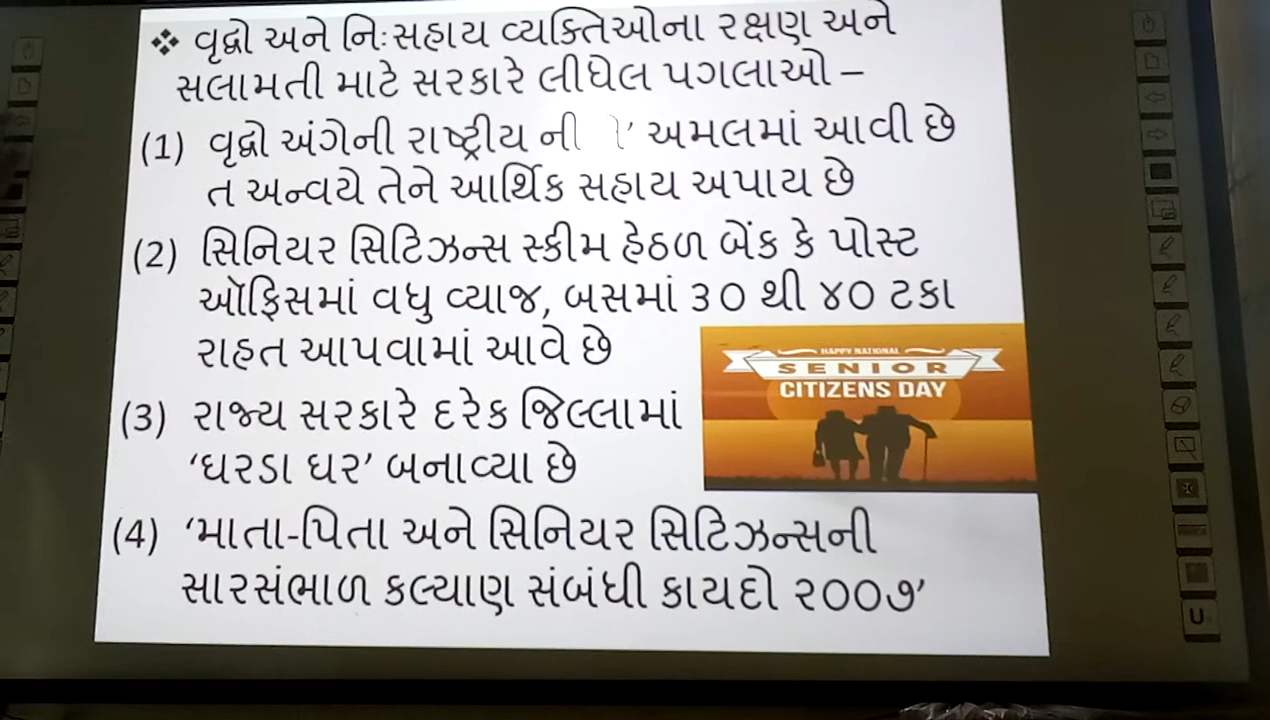 ❖ વૃદ્ધો અને નિઃસહાય વ્યક્તિઓના રક્ષણ અને
સલામતી માટે સરકારે લીધેલ પગલાઓ –
(1) વૃદ્ધો અંગેની રાષ્ટ્રીય અમલમાં આવી છે
ત અન્વયે તેને આર્થિક સહાય અપાય છે
(2) સિનિયર સિટિઝન્સ સ્કીમ હેઠળ બેંક કે પોસ્ટ
ઑફિસમાં વધુ વ્યાજ, બસમાં ૩૦ થી ૪૦ ટકા
રાહત આપવામાં આવે છે
HAPPY NATIONAL
SENIOR
CITIZENS DAY
(3) રાજ્ય સરકારે દરેક જિલ્લામાં
‘ઘરડા ઘર’ બનાવ્યા છે
(4) ‘માતા-પિતા અને સિનિયર સિટિઝન્સની
સારસંભાળ કલ્યાણ સંબંધી કાયદો ૨૦૦૭’